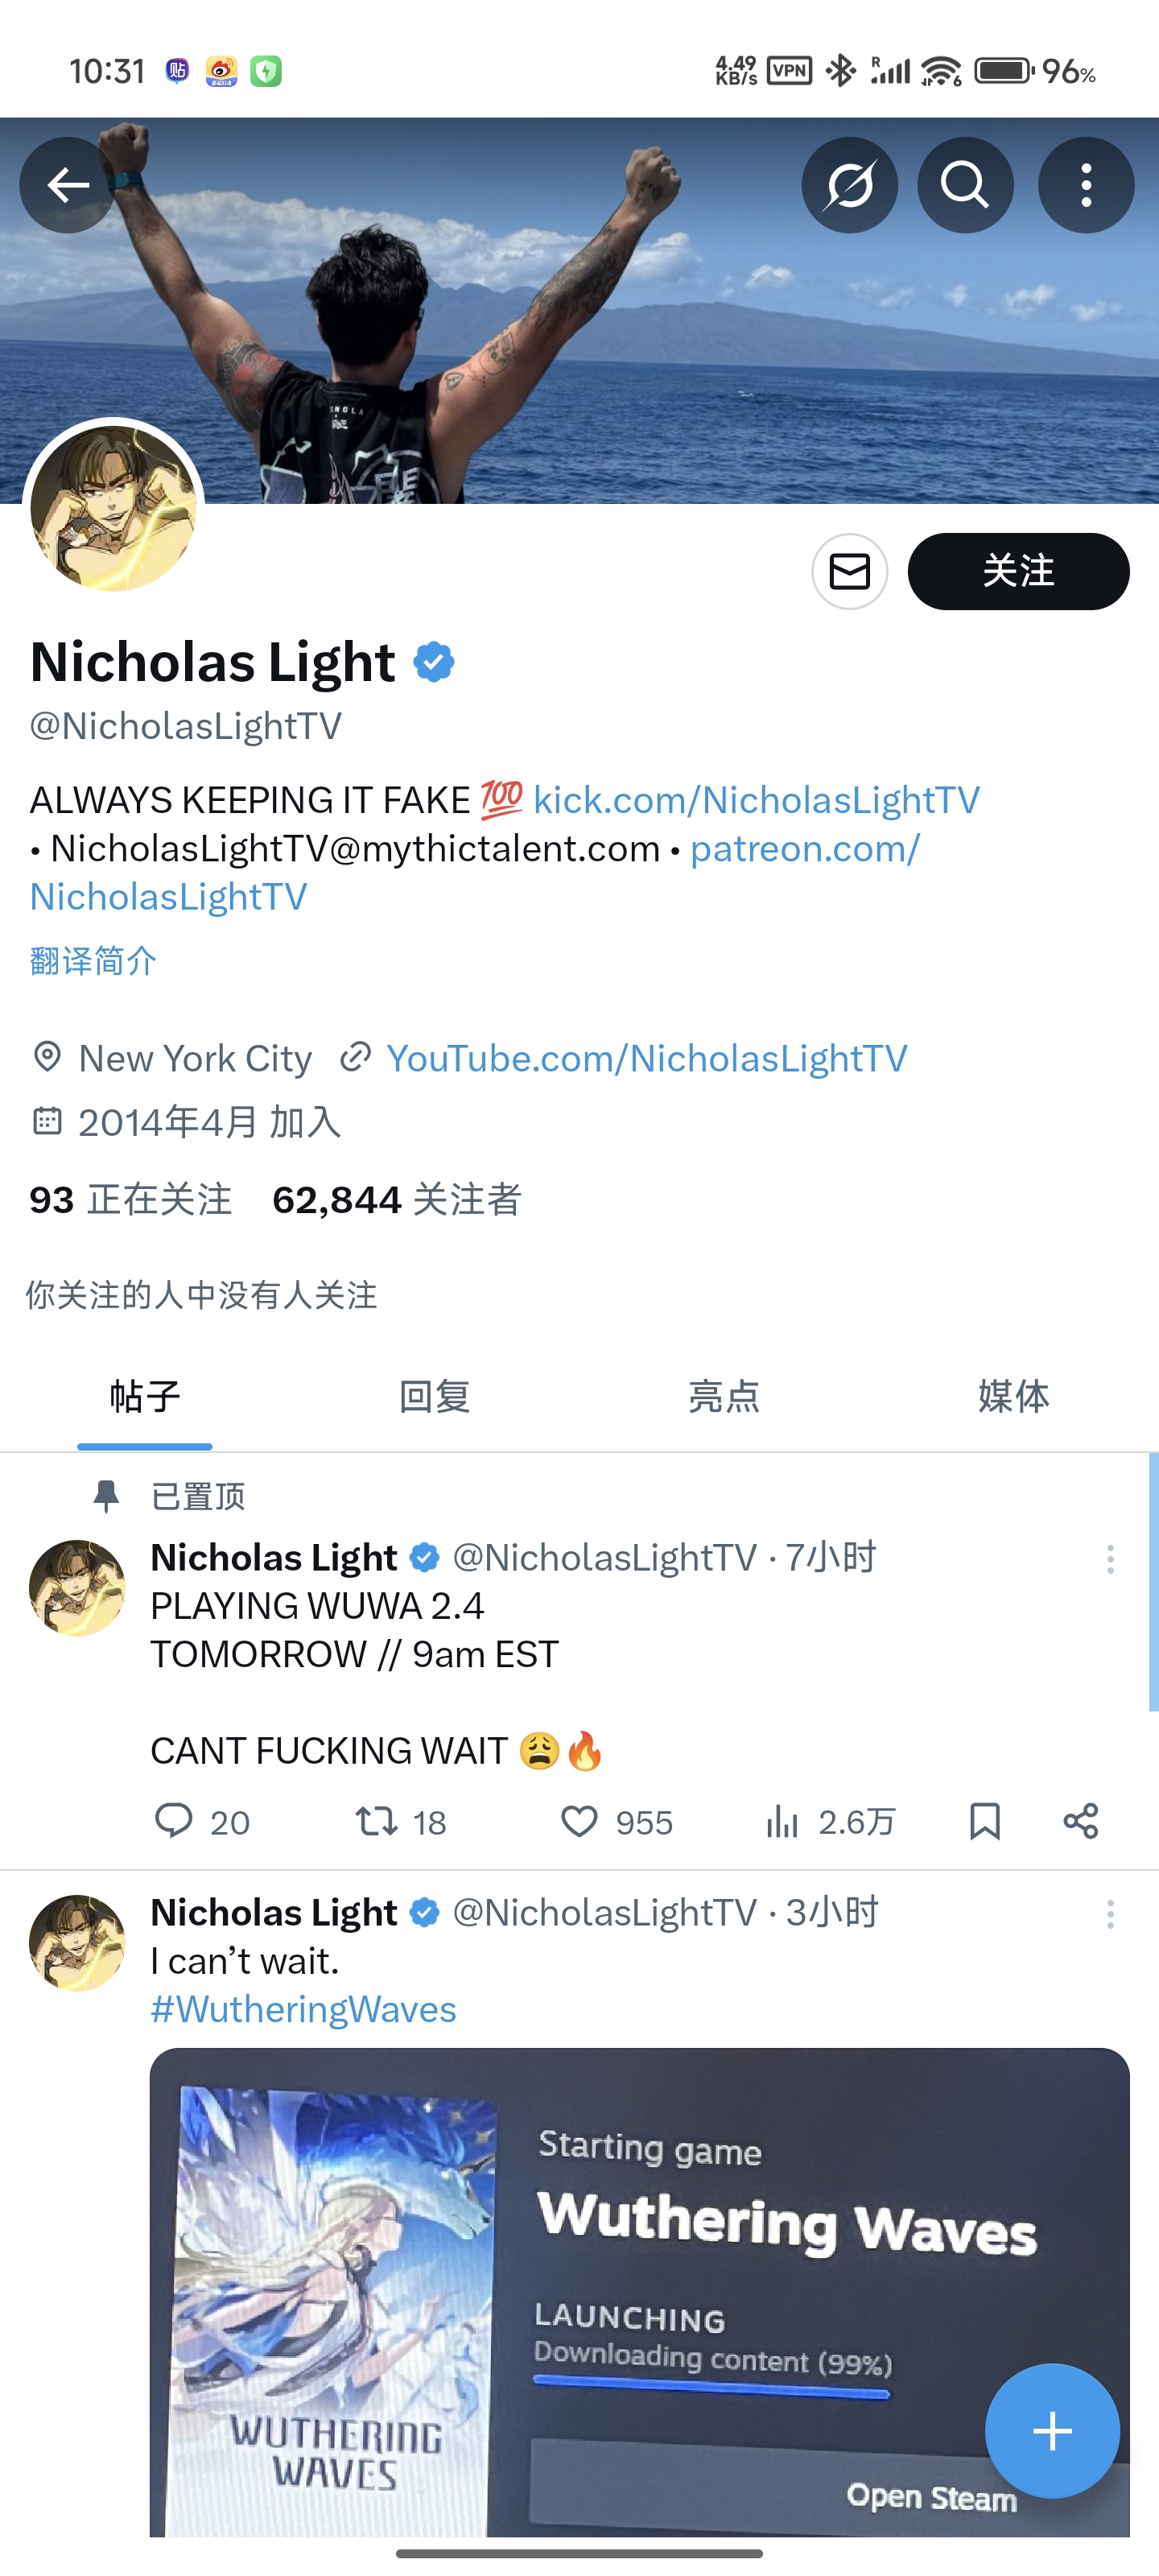 10:31 贴 4.49 KB/s VPN R 6 96%
关注
Nicholas Light
@NicholasLightTV
ALWAYS KEEPING IT FAKE 💯 kick.com/NicholasLightTV
• NicholasLightTV@mythictalent.com • patreon.com/
NicholasLightTV
翻译简介
New York City YouTube.com/NicholasLightTV
2014年4月 加入
93 正在关注 62,844 关注者
你关注的人中没有人关注
帖子 回复 亮点 媒体
已置顶
Nicholas Light @NicholasLightTV · 7小时
PLAYING WUWA 2.4
TOMORROW // 9am EST
CANT FUCKING WAIT 😩🔥
20 18 955 2.6万
Nicholas Light @NicholasLightTV · 3小时
I can’t wait.
#WutheringWaves
Starting game
Wuthering Waves
LAUNCHING
Downloading content (99%)
WUTHERING
WAVES
Open Steam